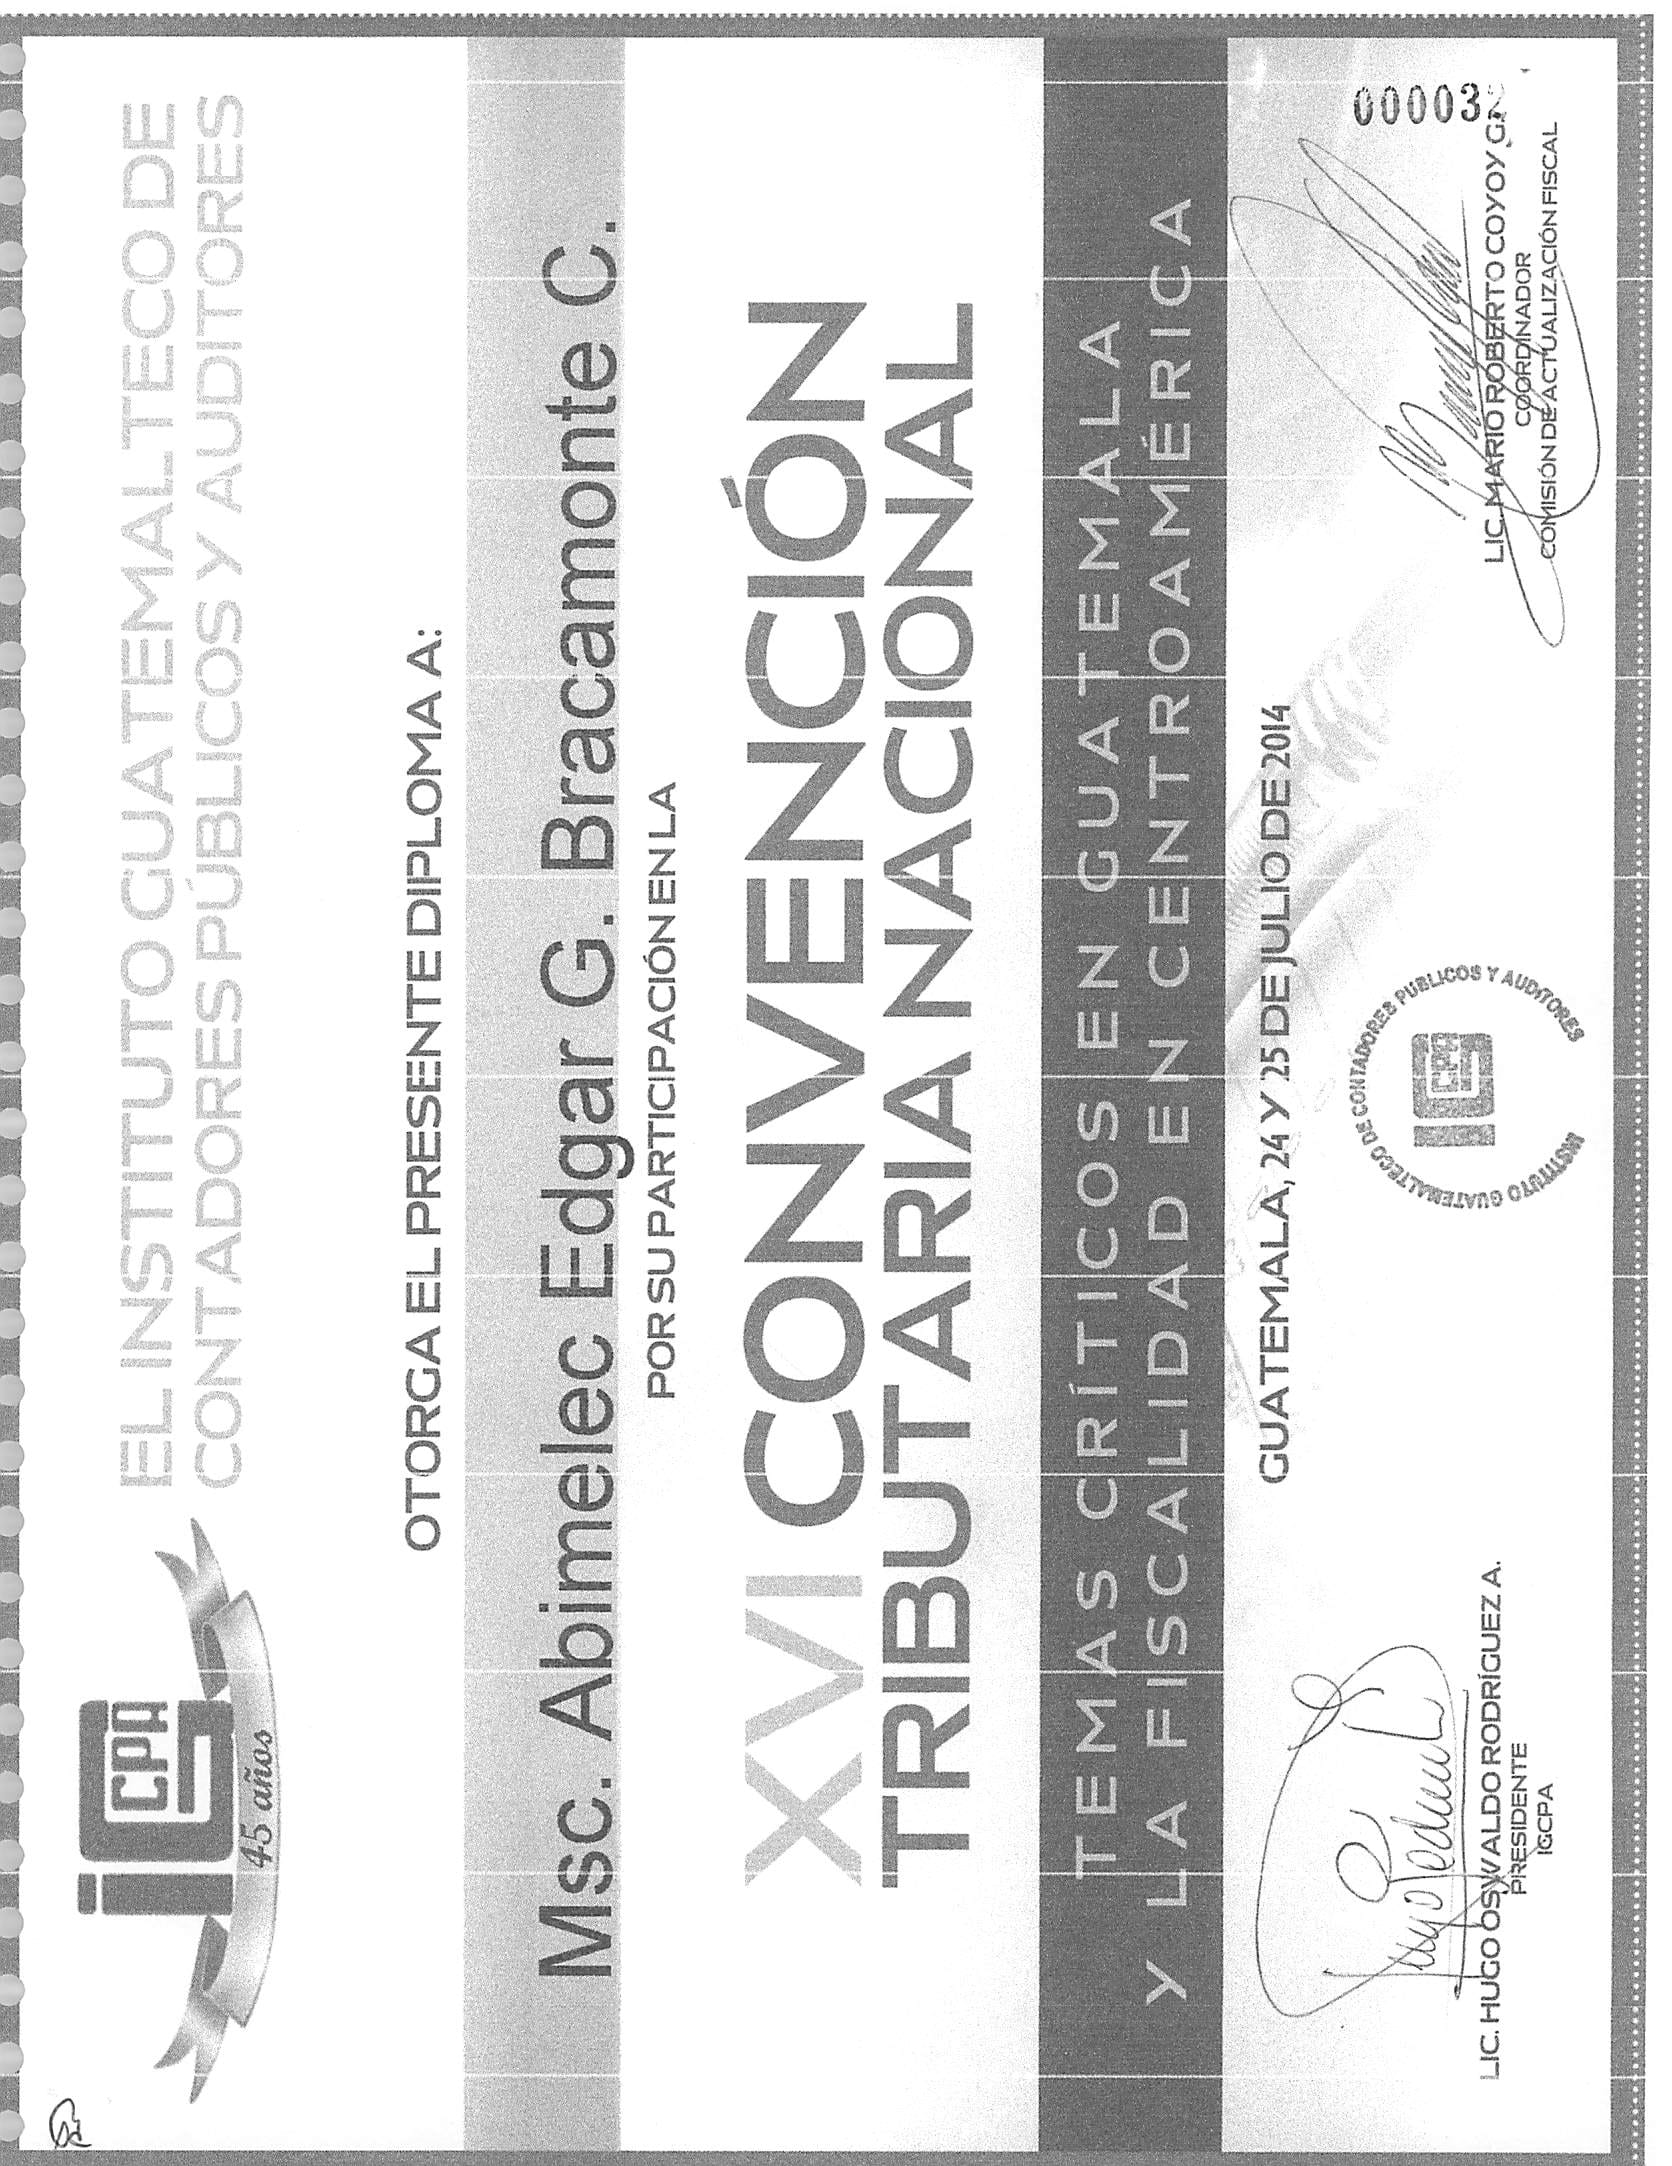 iGCPA
45 años
EL INSTITUTO GUATEMALTECO DE
CONTADORES PÚBLICOS Y AUDITORES
OTORGA EL PRESENTE DIPLOMA A:
Msc. Abimelec Edgar G. Bracamonte C.
POR SU PARTICIPACIÓN EN LA
XVI CONVENCIÓN
TRIBUTARIA NACIONAL
TEMAS CRÍTICOS EN GUATEMALA
Y LA FISCALIDAD EN CENTROAMÉRICA
GUATEMALA, 24 Y 25 DE JULIO DE 2014
LIC. HUGO OSWALDO RODRÍGUEZ A.
PRESIDENTE
IGCPA
INSTITUTO GUATEMALTECO DE CONTADORES PUBLICOS Y AUDITORES
iGCPA
00003
LIC. MARIO ROBERTO COYOY
COORDINADOR
COMISIÓN DE ACTUALIZACIÓN FISCAL